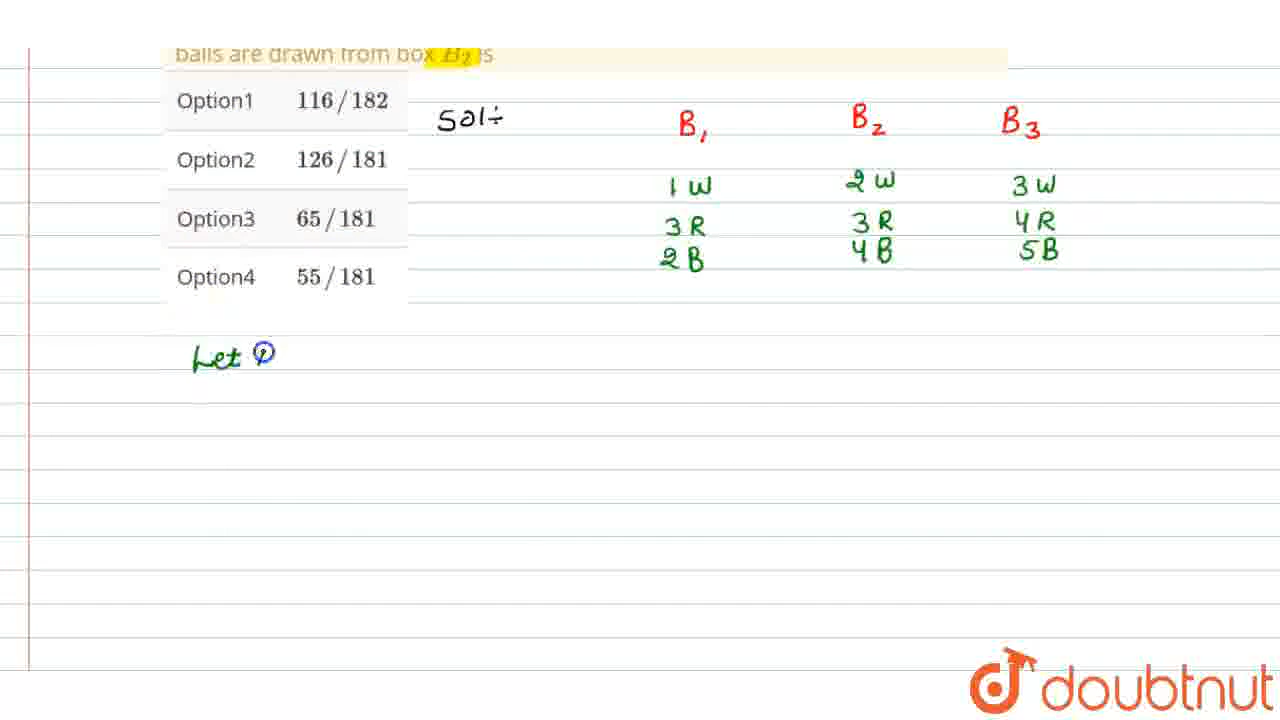 balls are drawn from box B2 is
Option1 116/182
Option2 126/181
Option3 65/181
Option4 55/181
Sol÷
B1 B2 B3
1 W 2 W 3 W
3 R 3 R 4 R
2 B 4 B 5 B
Let
doubtnut